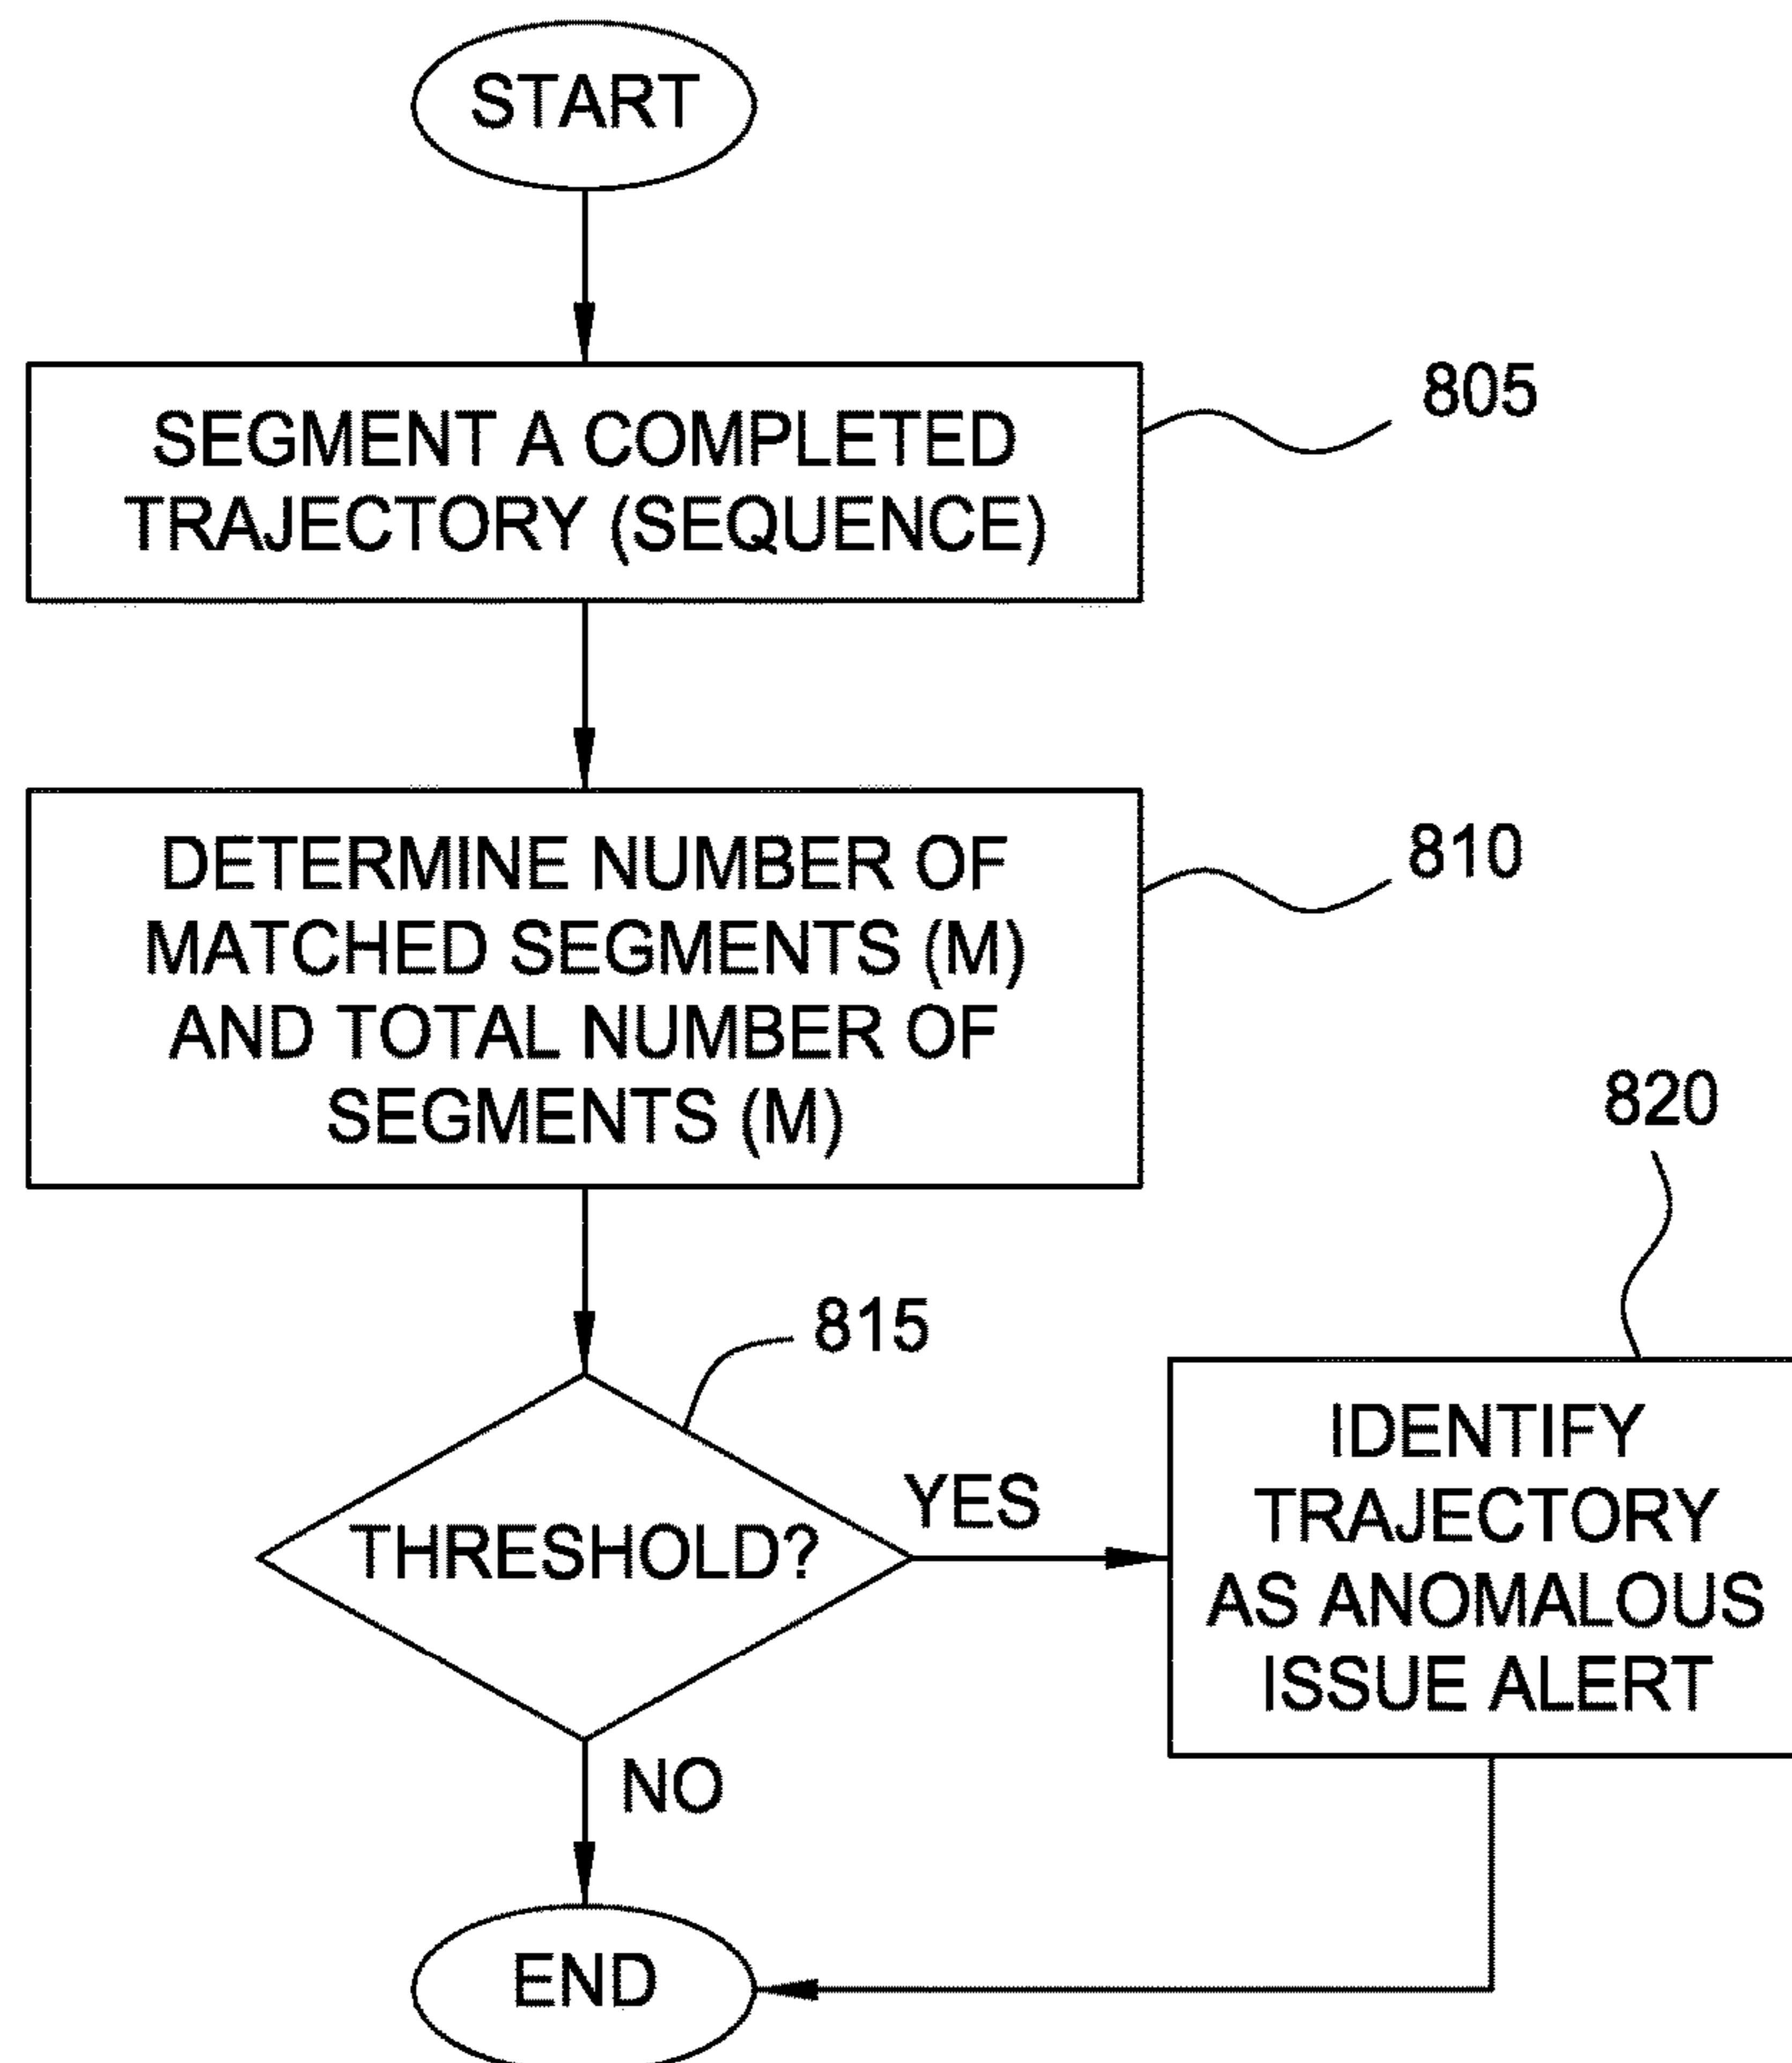 START
805
SEGMENT A COMPLETED
TRAJECTORY (SEQUENCE)
810
DETERMINE NUMBER OF
MATCHED SEGMENTS (M)
AND TOTAL NUMBER OF
SEGMENTS (M)
815
THRESHOLD?
YES
820
IDENTIFY
TRAJECTORY
AS ANOMALOUS
ISSUE ALERT
NO
END